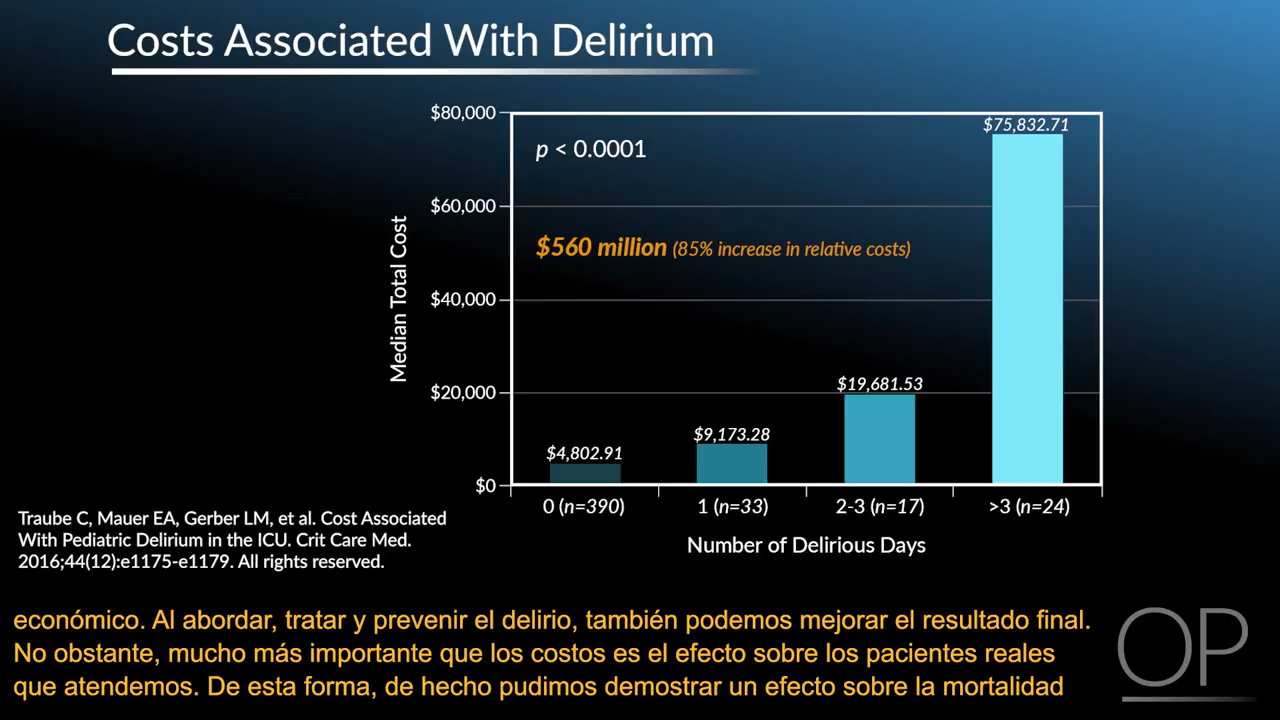 Costs Associated With Delirium
$80,000
$75,832.71
p < 0.0001
$60,000
$560 million (85% increase in relative costs)
Median Total Cost
$40,000
$20,000
$19,681.53
$9,173.28
$4,802.91
$0
0 (n=390)
1 (n=33)
2-3 (n=17)
>3 (n=24)
Number of Delirious Days
Traube C, Mauer EA, Gerber LM, et al. Cost Associated
With Pediatric Delirium in the ICU. Crit Care Med.
2016;44(12):e1175-e1179. All rights reserved.
económico. Al abordar, tratar y prevenir el delirio, también podemos mejorar el resultado final.
No obstante, mucho más importante que los costos es el efecto sobre los pacientes reales
que atendemos. De esta forma, de hecho pudimos demostrar un efecto sobre la mortalidad
OP